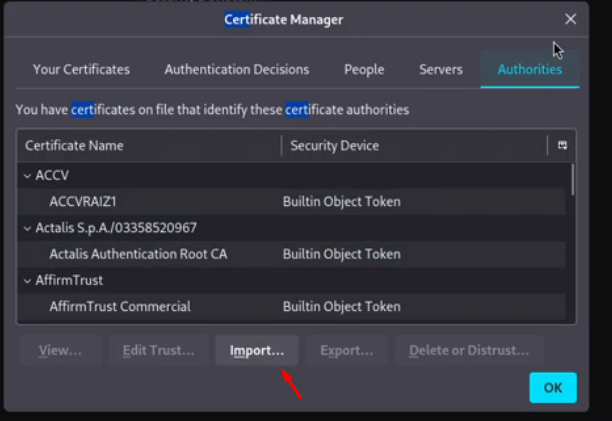 Certificate Manager
Your Certificates Authentication Decisions People Servers Authorities
You have certificates on file that identify these certificate authorities
Certificate Name Security Device
ACCV
ACCVRAIZ1 Builtin Object Token
Actalis S.p.A./03358520967
Actalis Authentication Root CA Builtin Object Token
AffirmTrust
AffirmTrust Commercial Builtin Object Token
View... Edit Trust... Import... Export... Delete or Distrust...
OK